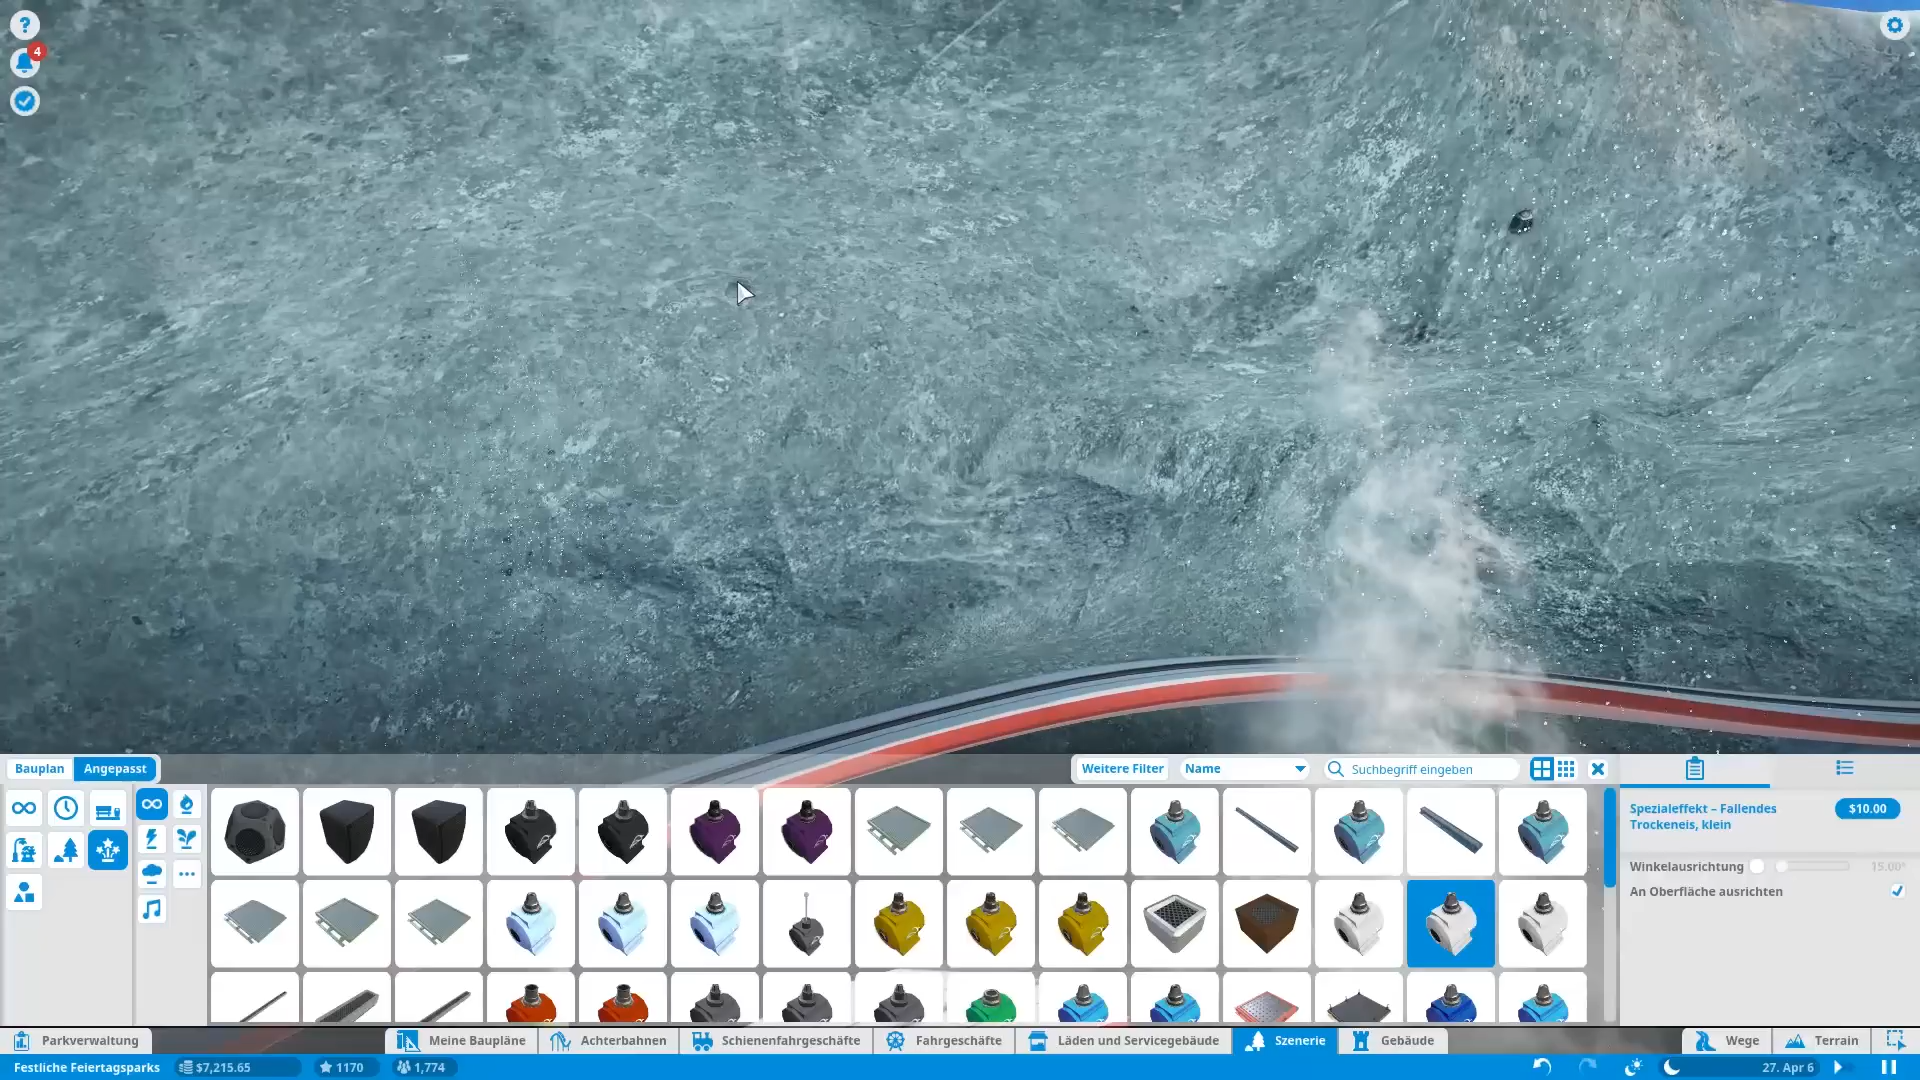 ?
4
Bauplan
Angepasst
Weitere Filter
Name
Suchbegriff eingeben
Spezialeffekt – Fallendes
Trockeneis, klein
$10.00
Winkelausrichtung
15.00°
An Oberfläche ausrichten
Parkverwaltung
Meine Baupläne
Achterbahnen
Schienenfahrgeschäfte
Fahrgeschäfte
Läden und Servicegebäude
Szenerie
Gebäude
Wege
Terrain
Festliche Feiertagsparks
$7,215.65
1170
1,774
27. Apr 6